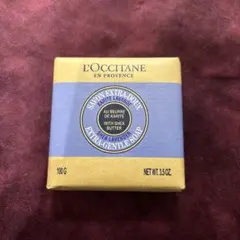 L'OCCITANE
EN PROVENCE
SAVON EXTRA-DOUX
AU BEURRE
DE KARITÉ
WITH SHEA
BUTTER
EXTRA-GENTLE SOAP
100 G
NET WT. 3.5 OZ.